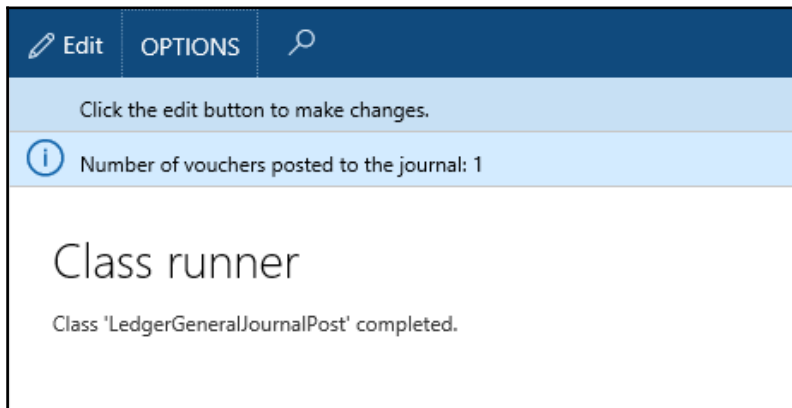 Edit OPTIONS
Click the edit button to make changes.
Number of vouchers posted to the journal: 1
Class runner
Class 'LedgerGeneralJournalPost' completed.